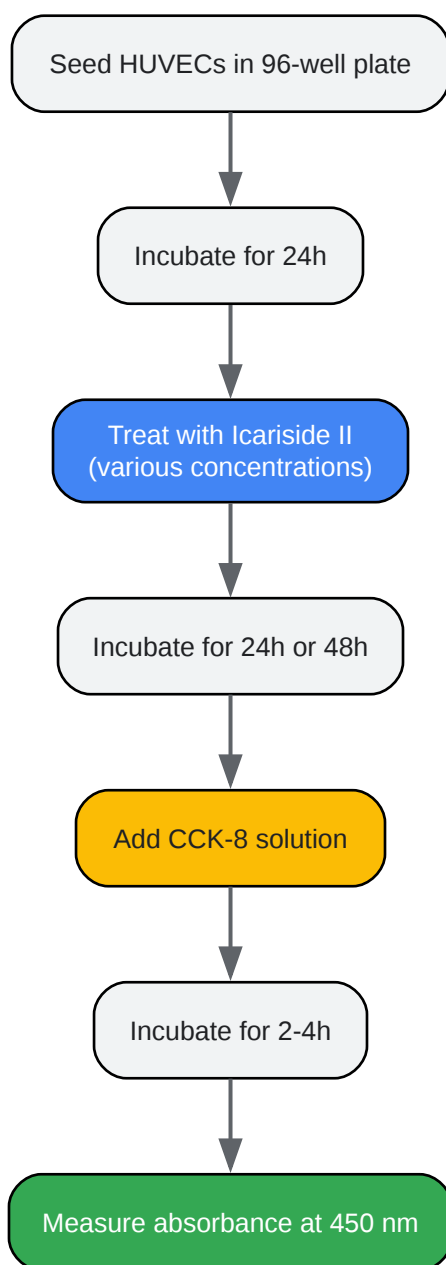 Seed HUVECs in 96-well plate
Incubate for 24h
Treat with Icariside II
(various concentrations)
Incubate for 24h or 48h
Add CCK-8 solution
Incubate for 2-4h
Measure absorbance at 450 nm